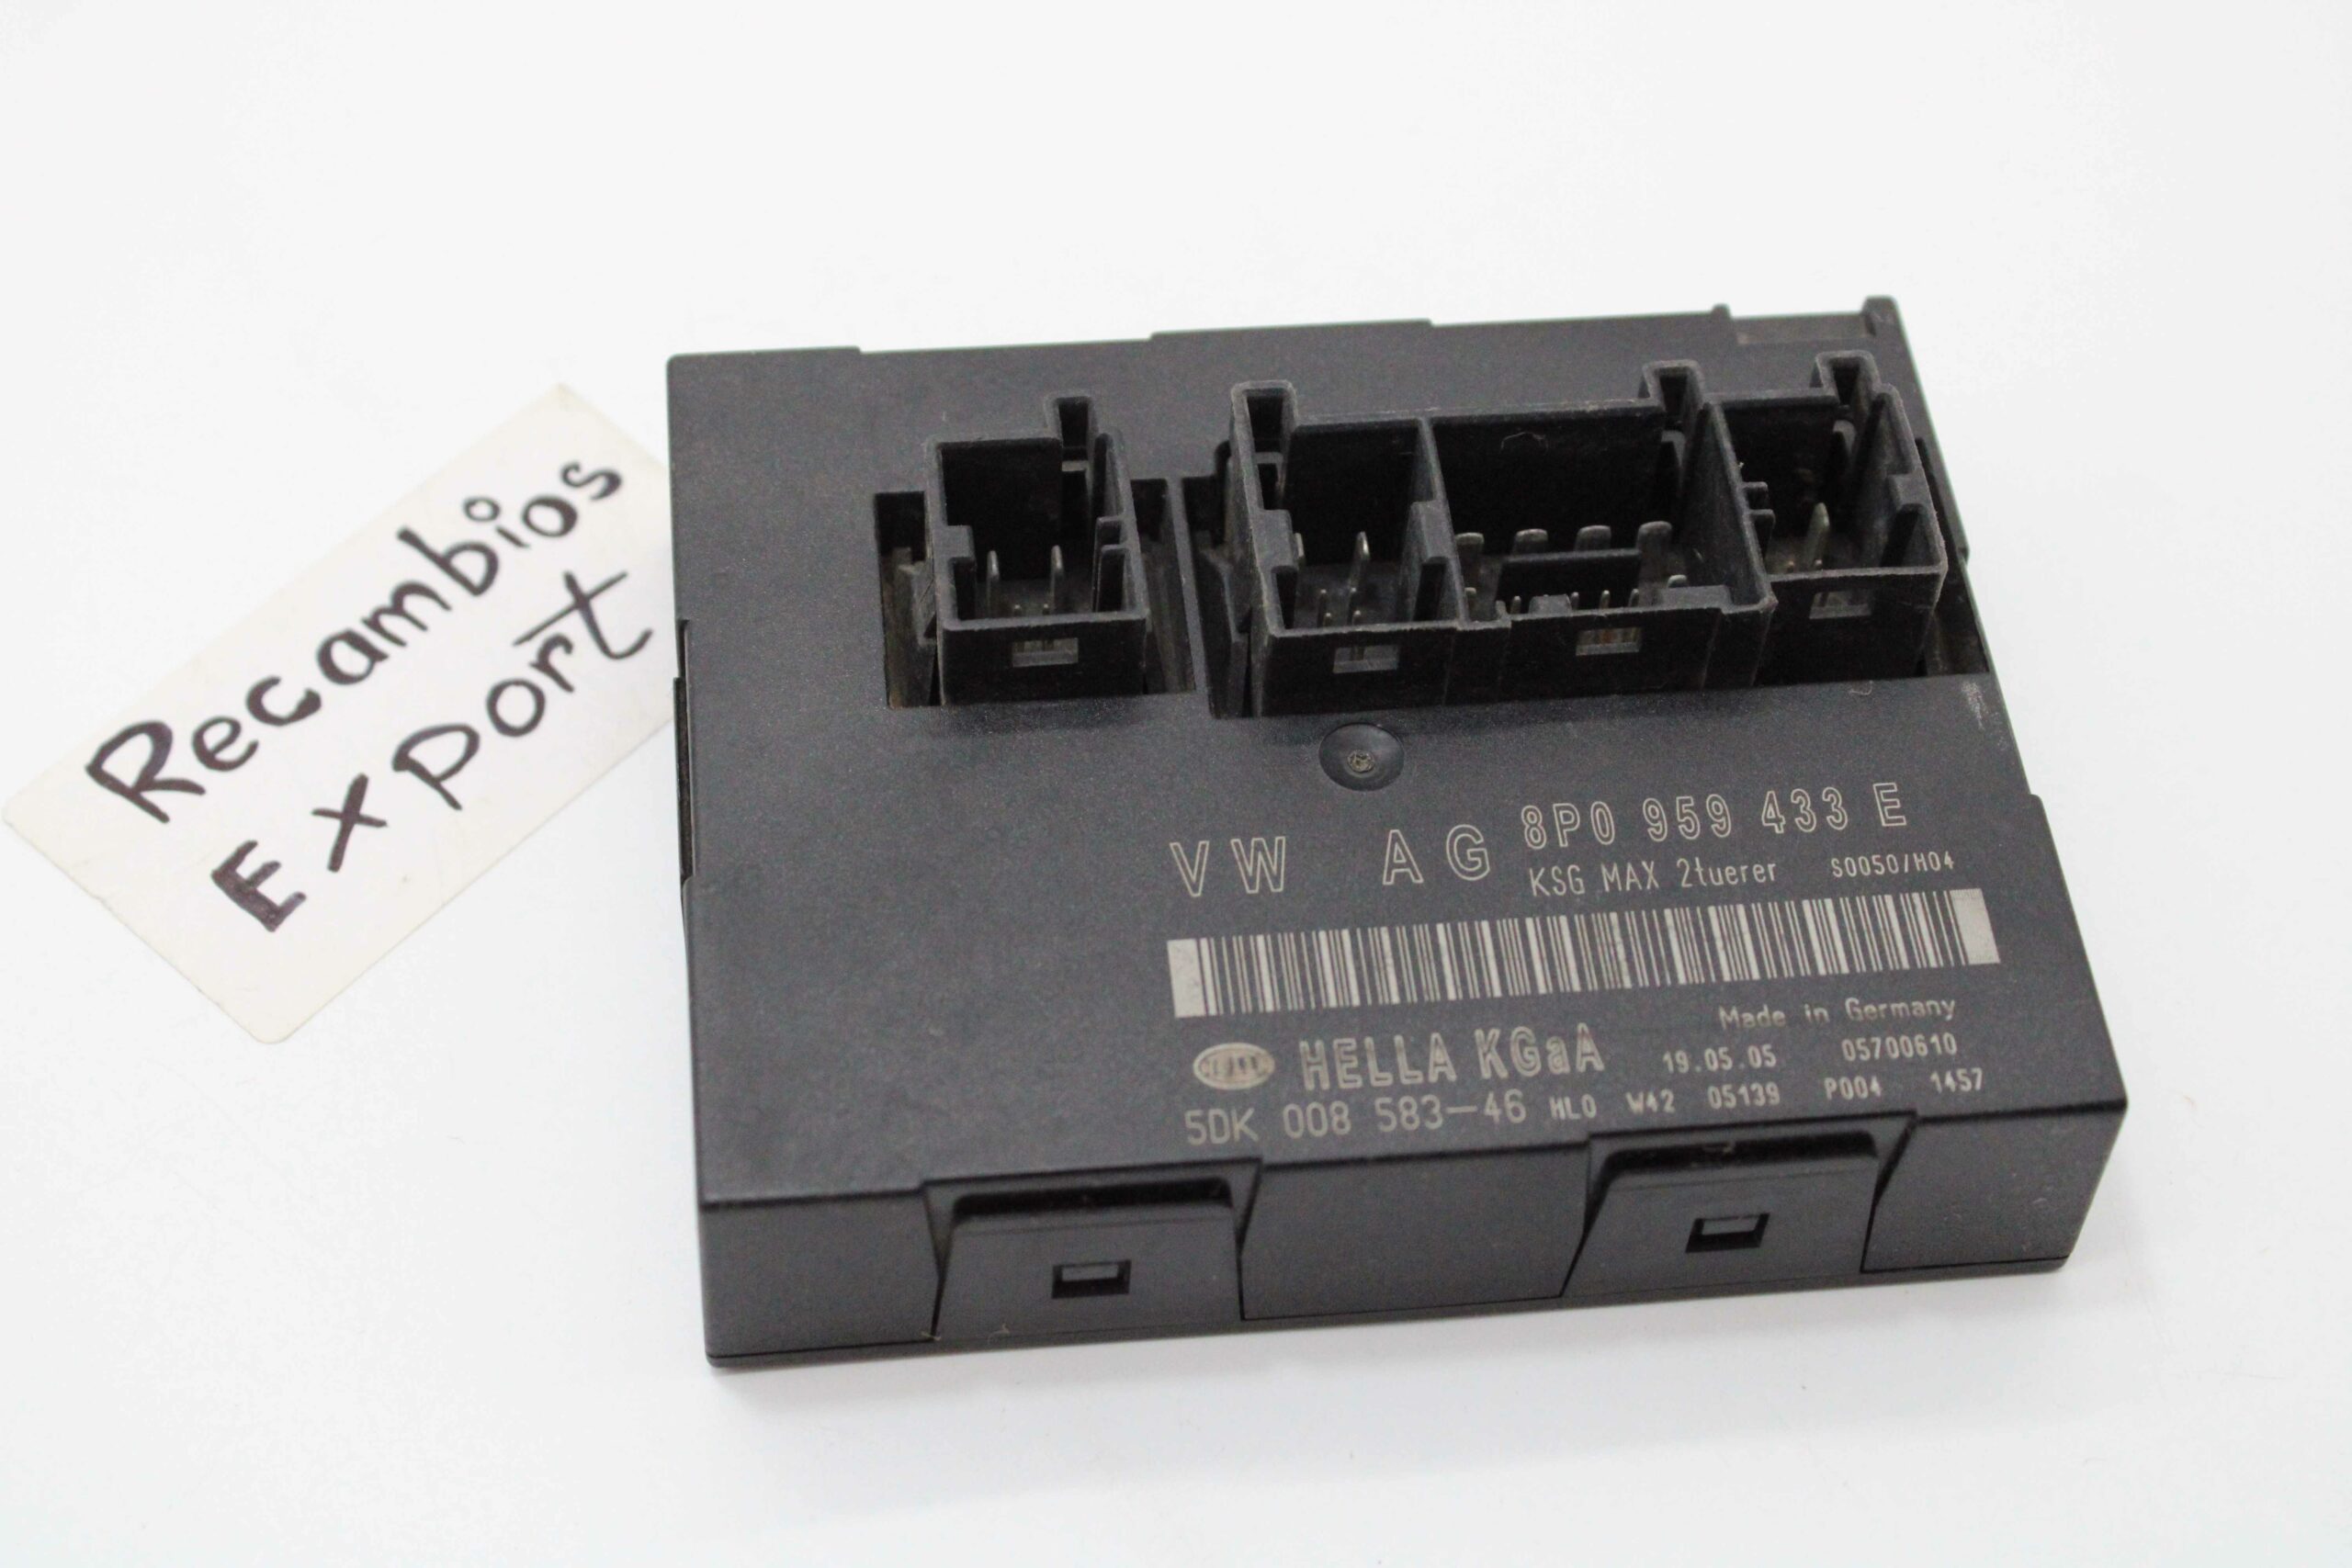 Recambios
Export
VW AG 8P0 959 433 E
KSG MAX 2tuerer S0050/H04
Made in Germany
HELLA KGaA 19.05.05 05700610
5DK 008 583-46 HLO W42 05139 P004 1457